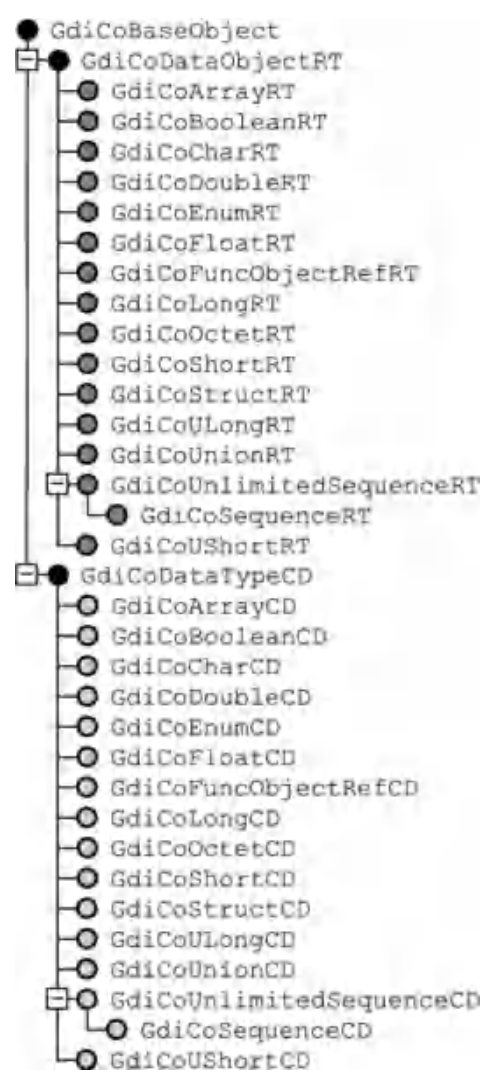 GdiCoBaseObject
GdiCoDataObjectRT
GdiCoArrayRT
GdiCoBooleanRT
GdiCoCharRT
GdiCoDoubleRT
GdiCoEnumRT
GdiCoFloatRT
GdiCoFuncObjectRefRT
GdiCoLongRT
GdiCoOctetRT
GdiCoShortRT
GdiCoStructRT
GdiCoULongRT
GdiCoUnionRT
GdiCoUnlimitedSequenceRT
GdiCoSequenceRT
GdiCoUShortRT
GdiCoDataTypeCD
GdiCoArrayCD
GdiCoBooleanCD
GdiCoCharCD
GdiCoDoubleCD
GdiCoEnumCD
GdiCoFloatCD
GdiCoFuncObjectRefCD
GdiCoLongCD
GdiCoOctetCD
GdiCoShortCD
GdiCoStructCD
GdiCoULongCD
GdiCoUnionCD
GdiCoUnlimitedSequenceCD
GdiCoSequenceCD
GdiCoUShortCD